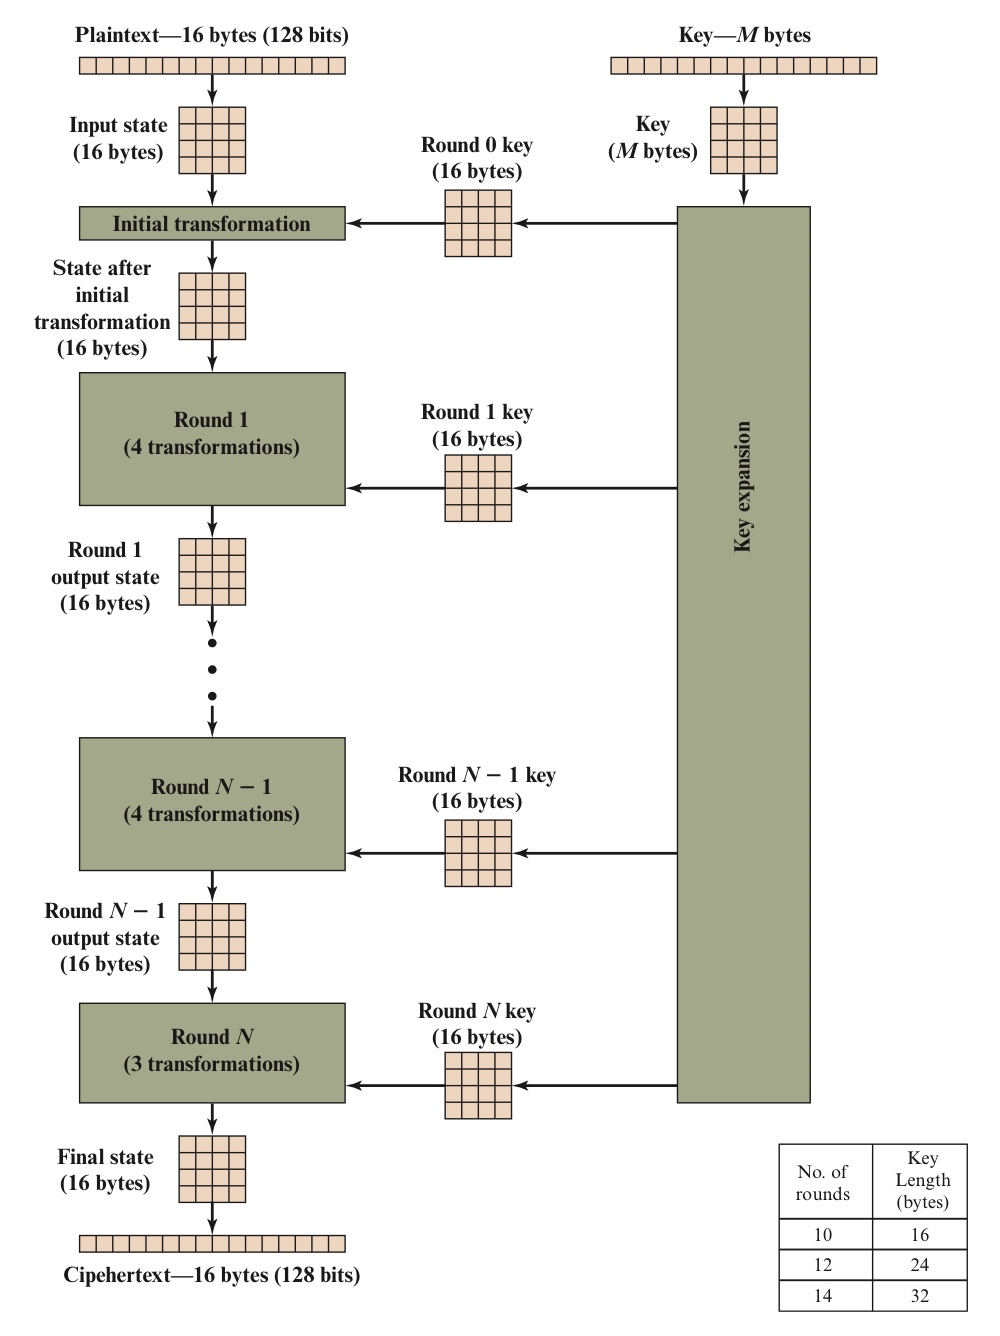 Plaintext—16 bytes (128 bits)
Key—M bytes
Input state
(16 bytes)
Key
(M bytes)
Round 0 key
(16 bytes)
Initial transformation
State after
initial
transformation
(16 bytes)
Round 1
(4 transformations)
Round 1 key
(16 bytes)
Key expansion
Round 1
output state
(16 bytes)
Round N − 1
(4 transformations)
Round N − 1 key
(16 bytes)
Round N − 1
output state
(16 bytes)
Round N
(3 transformations)
Round N key
(16 bytes)
Final state
(16 bytes)
Cipehertext—16 bytes (128 bits)
No. of
rounds
Key
Length
(bytes)
10 16
12 24
14 32